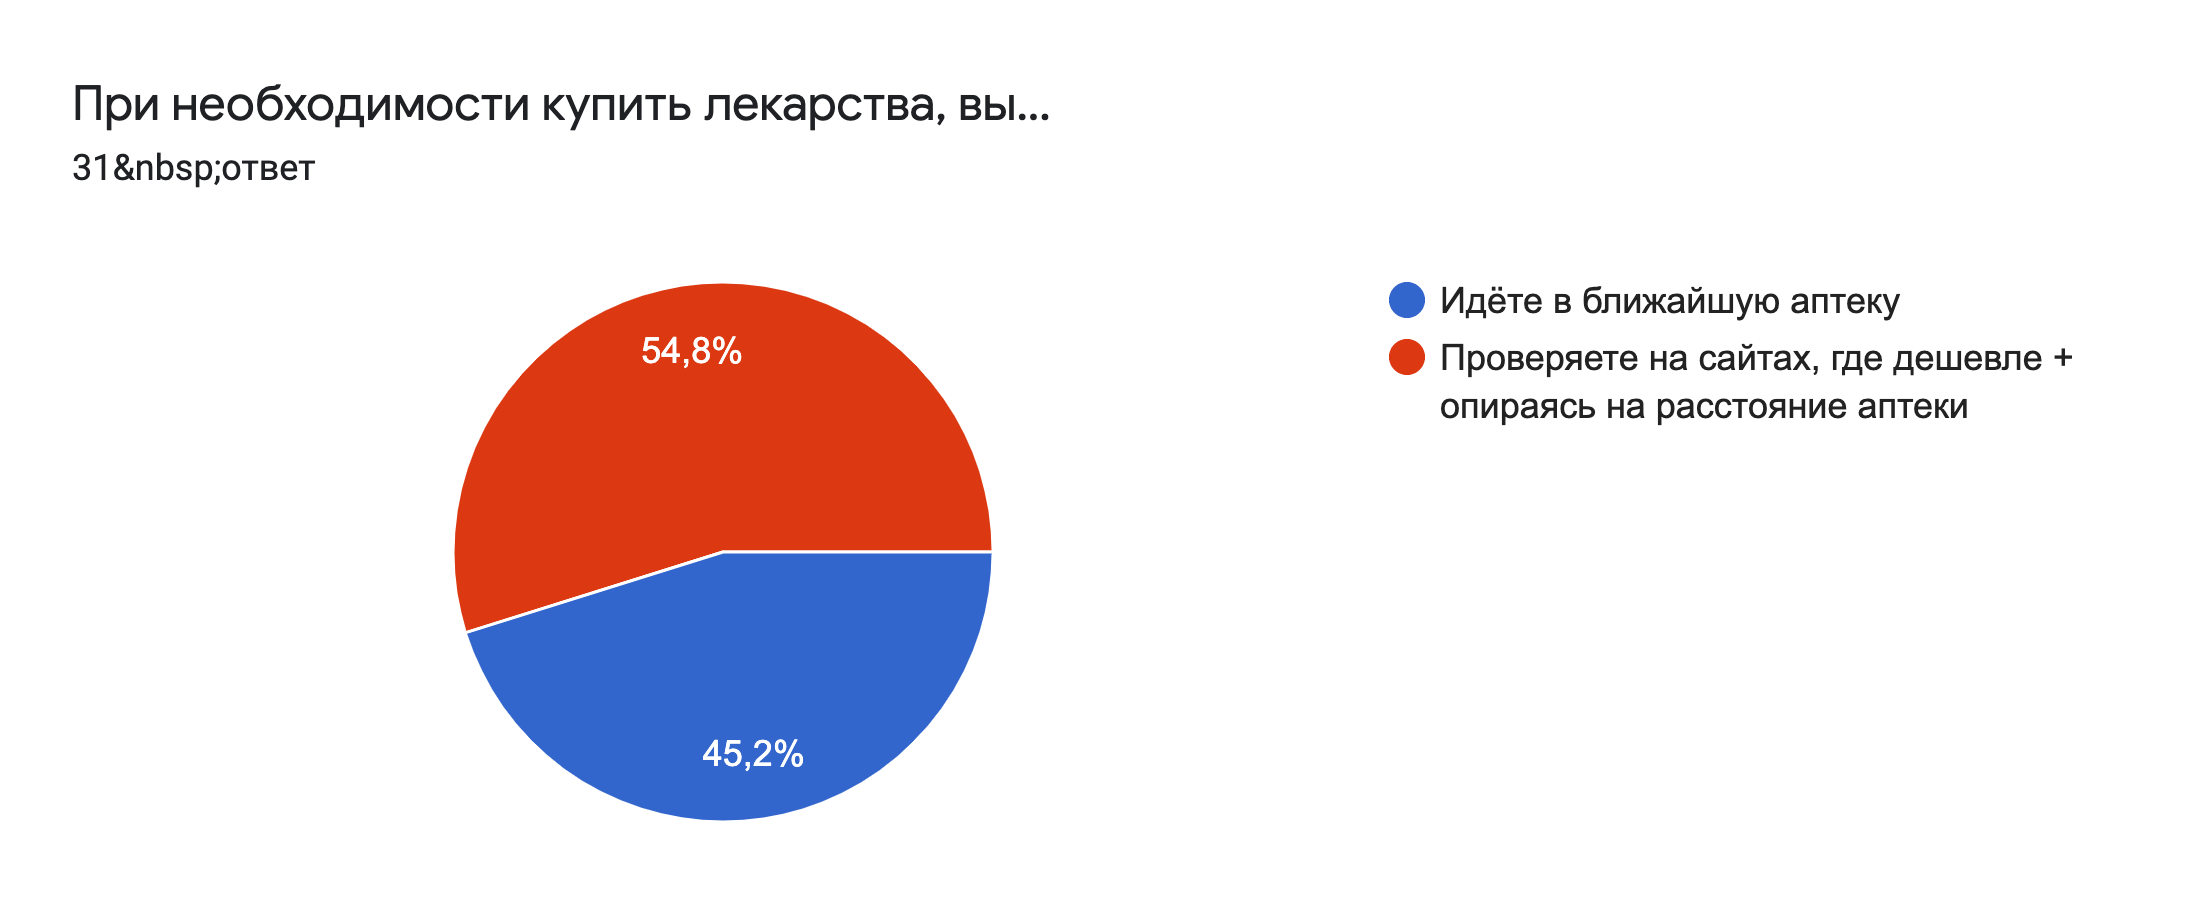 При необходимости купить лекарства, вы...
31&nbsp;ответ
54,8%
45,2%
Идёте в ближайшую аптеку
Проверяете на сайтах, где дешевле +
опираясь на расстояние аптеки